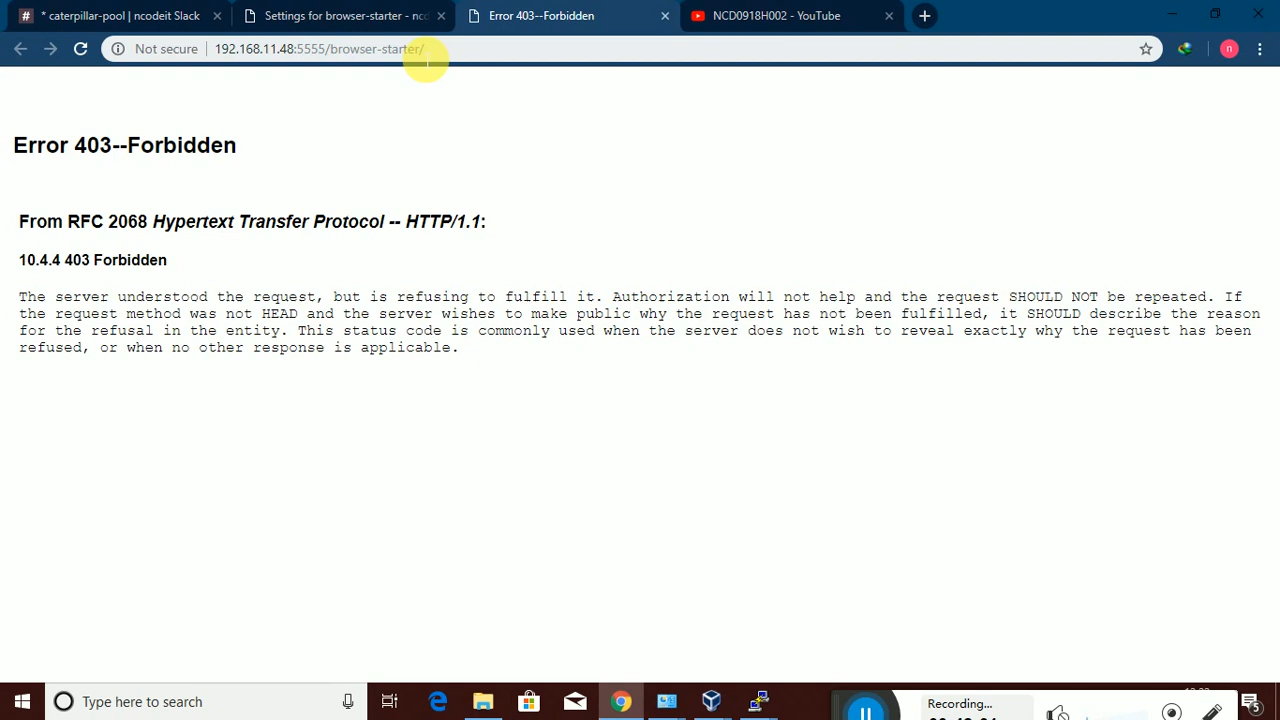 * caterpillar-pool | ncodeit Slack
Settings for browser-starter - nco
Error 403--Forbidden
NCD0918H002 - YouTube
Not secure
192.168.11.48:5555/browser-starter/
n
Error 403--Forbidden
From RFC 2068 Hypertext Transfer Protocol -- HTTP/1.1:
10.4.4 403 Forbidden
The server understood the request, but is refusing to fulfill it. Authorization will not help and the request SHOULD NOT be repeated. If
the request method was not HEAD and the server wishes to make public why the request has not been fulfilled, it SHOULD describe the reason
for the refusal in the entity. This status code is commonly used when the server does not wish to reveal exactly why the request has been
refused, or when no other response is applicable.
Type here to search
Recording...
5